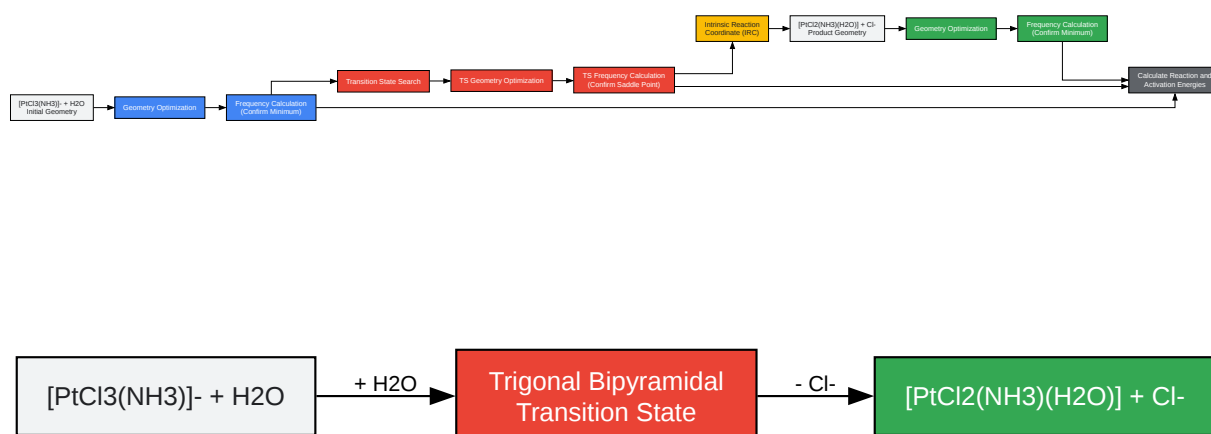 Intrinsic Reaction
Coordinate (IRC)
[PtCl2(NH3)(H2O)] + Cl-
Product Geometry
Geometry Optimization
Frequency Calculation
(Confirm Minimum)
Transition State Search
TS Geometry Optimization
TS Frequency Calculation
(Confirm Saddle Point)
Calculate Reaction and
Activation Energies
[PtCl3(NH3)]- + H2O
Initial Geometry
Geometry Optimization
Frequency Calculation
(Confirm Minimum)
[PtCl3(NH3)]- + H2O
+ H2O
Trigonal Bipyramidal
Transition State
- Cl-
[PtCl2(NH3)(H2O)] + Cl-